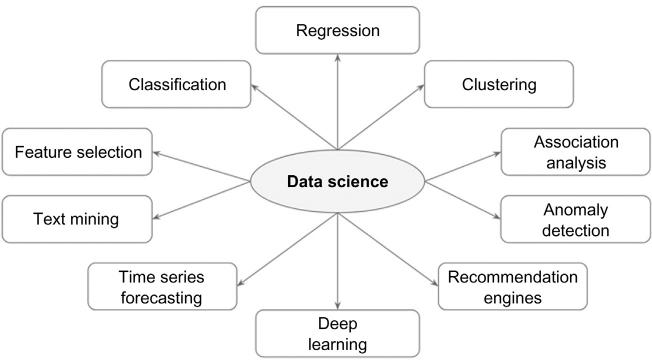 Regression
Classification
Clustering
Feature selection
Association
analysis
Data science
Text mining
Anomaly
detection
Time series
forecasting
Recommendation
engines
Deep
learning